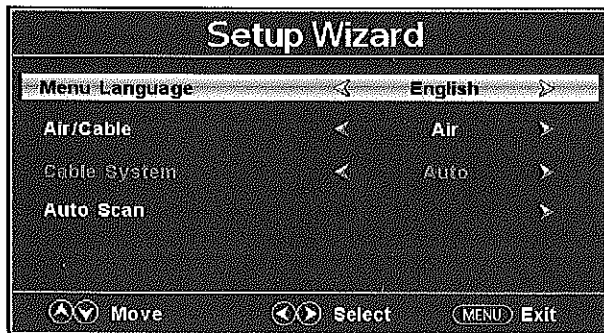 Setup Wizard
Menu Language English
Air/Cable Air
Cable System Auto
Auto Scan
Move Select MENU Exit